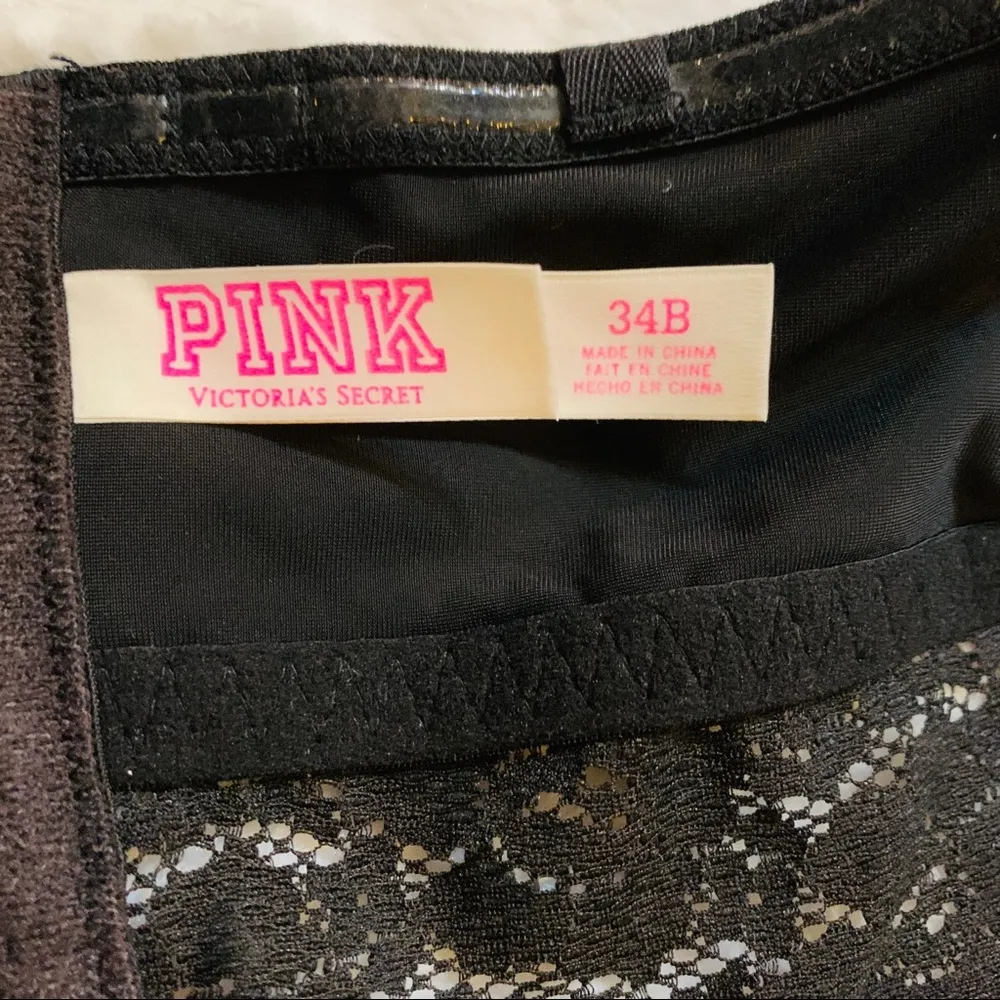 PINK
VICTORIA'S SECRET
34B
MADE IN CHINA
FAIT EN CHINE
HECHO EN CHINA